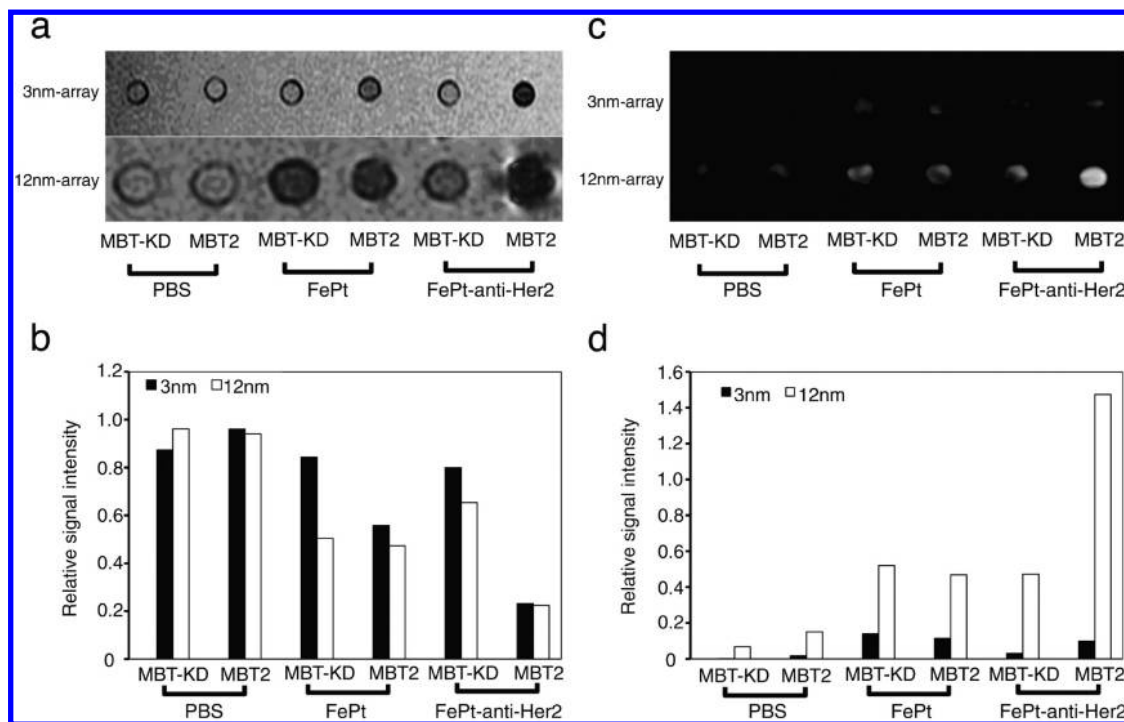 a
3nm-array
12nm-array
MBT-KD MBT2 MBT-KD MBT2 MBT-KD MBT2
PBS FePt FePt-anti-Her2
c
3nm-array
12nm-array
MBT-KD MBT2 MBT-KD MBT2 MBT-KD MBT2
PBS FePt FePt-anti-Her2
b
Relative signal intensity
1.2
1.0
0.8
0.6
0.4
0.2
0
3nm 12nm
MBT-KD MBT2 MBT-KD MBT2 MBT-KD MBT2
PBS FePt FePt-anti-Her2
d
Relative signal intensity
1.6
1.4
1.2
1.0
0.8
0.6
0.4
0.2
0
3nm 12nm
MBT-KD MBT2 MBT-KD MBT2 MBT-KD MBT2
PBS FePt FePt-anti-Her2